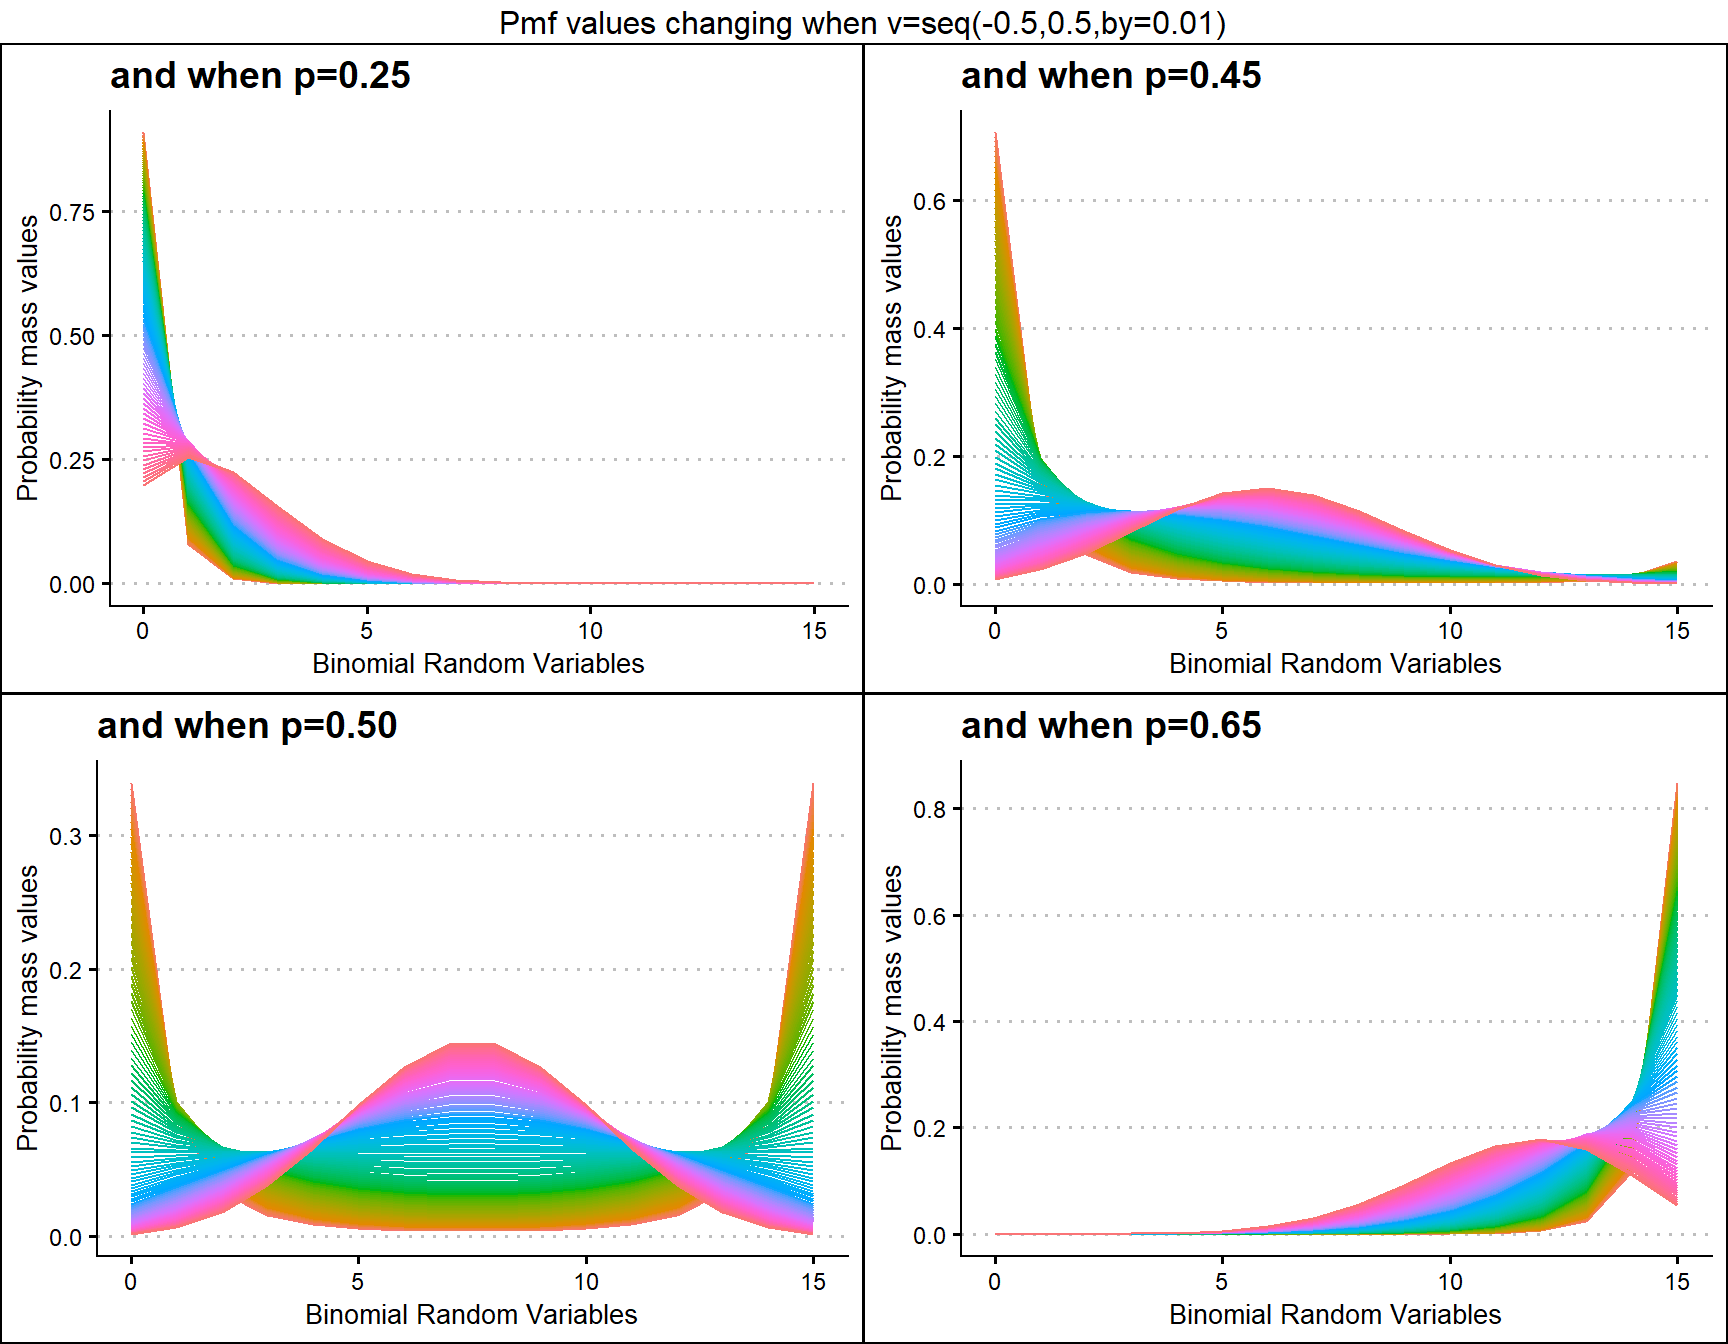 Pmf values changing when v=seq(-0.5,0.5,by=0.01)
and when p=0.25
Probability mass values
0.75
0.50
0.25
0.00
0 5 10 15
Binomial Random Variables
and when p=0.45
Probability mass values
0.6
0.4
0.2
0.0
0 5 10 15
Binomial Random Variables
and when p=0.50
Probability mass values
0.3
0.2
0.1
0.0
0 5 10 15
Binomial Random Variables
and when p=0.65
Probability mass values
0.8
0.6
0.4
0.2
0.0
0 5 10 15
Binomial Random Variables